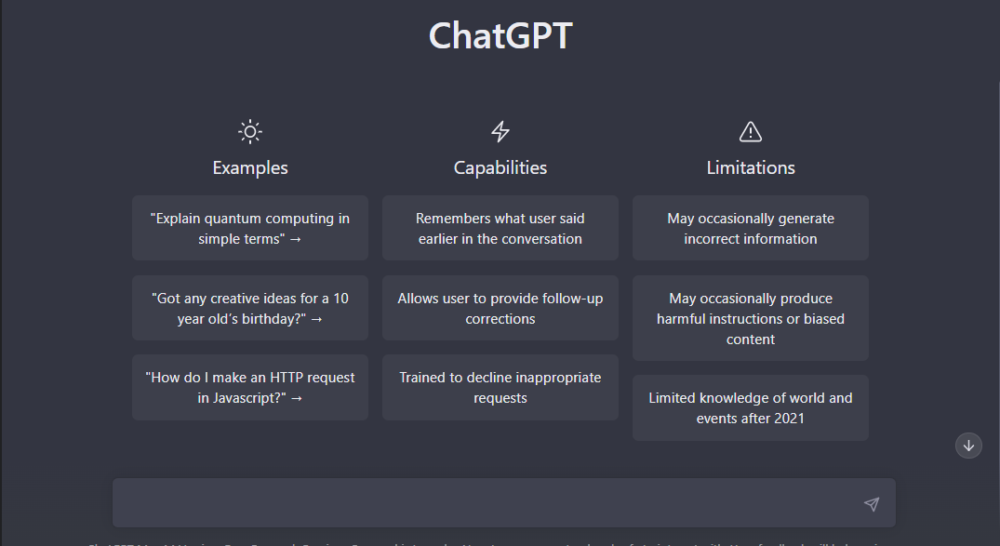 ChatGPT
Examples
"Explain quantum computing in
simple terms" →
"Got any creative ideas for a 10
year old's birthday?" →
"How do I make an HTTP request
in Javascript?" →
Capabilities
Remembers what user said
earlier in the conversation
Allows user to provide follow-up
corrections
Trained to decline inappropriate
requests
Limitations
May occasionally generate
incorrect information
May occasionally produce
harmful instructions or biased
content
Limited knowledge of world and
events after 2021